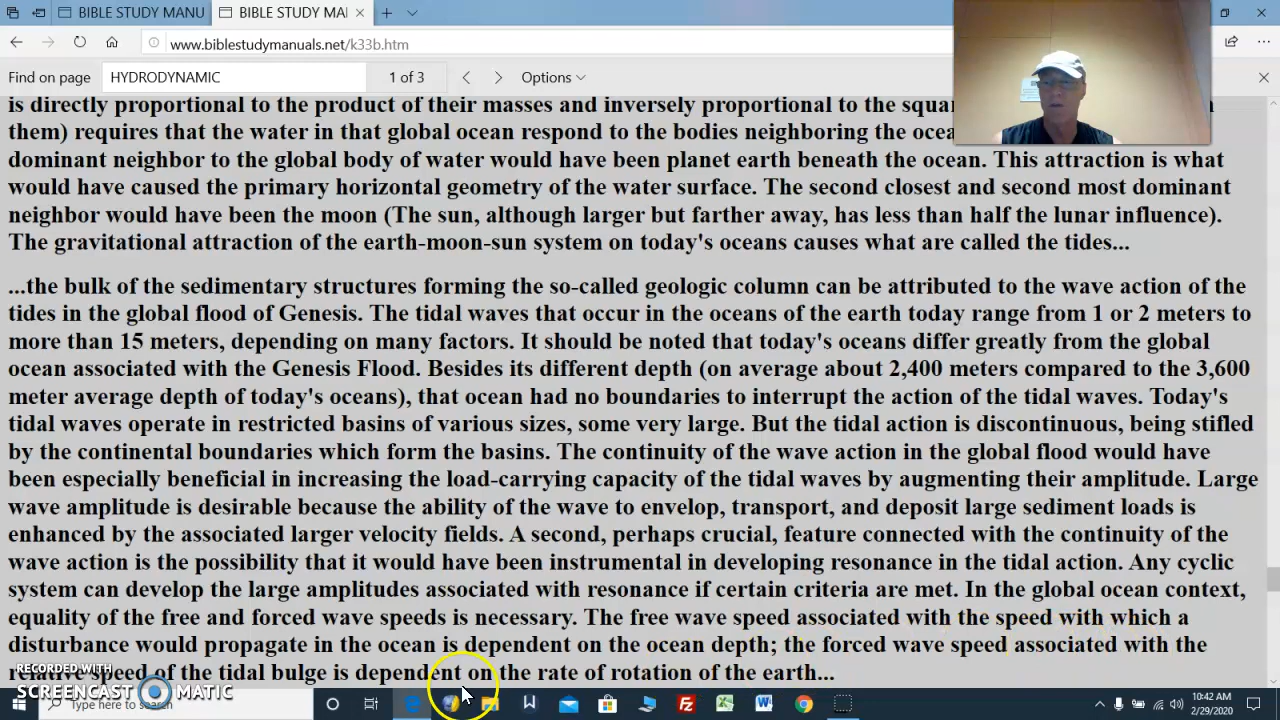 BIBLE STUDY MANU
BIBLE STUDY MAI
www.biblestudymanuals.net/k33b.htm
Find on page
HYDRODYNAMIC
1 of 3
Options
is directly proportional to the product of their masses and inversely proportional to the squar
them) requires that the water in that global ocean respond to the bodies neighboring the ocea
dominant neighbor to the global body of water would have been planet earth beneath the ocean. This attraction is what
would have caused the primary horizontal geometry of the water surface. The second closest and second most dominant
neighbor would have been the moon (The sun, although larger but farther away, has less than half the lunar influence).
The gravitational attraction of the earth-moon-sun system on today's oceans causes what are called the tides...
...the bulk of the sedimentary structures forming the so-called geologic column can be attributed to the wave action of the
tides in the global flood of Genesis. The tidal waves that occur in the oceans of the earth today range from 1 or 2 meters to
more than 15 meters, depending on many factors. It should be noted that today's oceans differ greatly from the global
ocean associated with the Genesis Flood. Besides its different depth (on average about 2,400 meters compared to the 3,600
meter average depth of today's oceans), that ocean had no boundaries to interrupt the action of the tidal waves. Today's
tidal waves operate in restricted basins of various sizes, some very large. But the tidal action is discontinuous, being stifled
by the continental boundaries which form the basins. The continuity of the wave action in the global flood would have
been especially beneficial in increasing the load-carrying capacity of the tidal waves by augmenting their amplitude. Large
wave amplitude is desirable because the ability of the wave to envelop, transport, and deposit large sediment loads is
enhanced by the associated larger velocity fields. A second, perhaps crucial, feature connected with the continuity of the
wave action is the possibility that it would have been instrumental in developing resonance in the tidal action. Any cyclic
system can develop the large amplitudes associated with resonance if certain criteria are met. In the global ocean context,
equality of the free and forced wave speeds is necessary. The free wave speed associated with the speed with which a
disturbance would propagate in the ocean is dependent on the ocean depth; the forced wave speed associated with the
relative speed of the tidal bulge is dependent on the rate of rotation of the earth...
RECORDED WITH
SCREENCAST MATIC
Type here to search
10:42 AM
2/29/2020